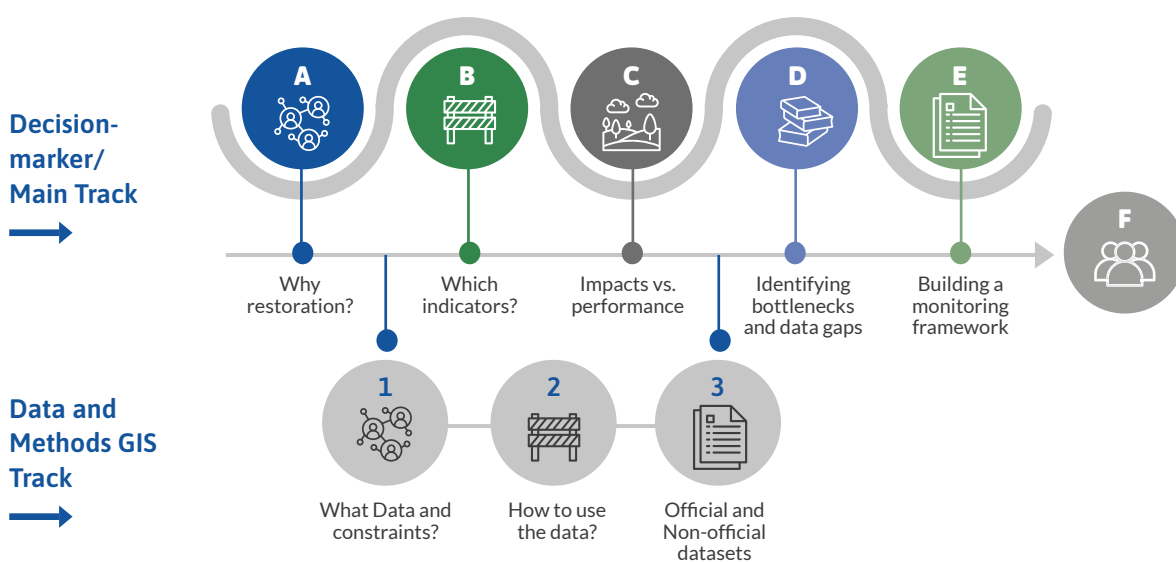 Decision-
marker/
Main Track
A
B
C
D
E
F
Why
restoration?
Which
indicators?
Impacts vs.
performance
Identifying
bottlenecks
and data gaps
Building a
monitoring
framework
Data and
Methods GIS
Track
1
2
3
What Data and
constraints?
How to use
the data?
Official and
Non-official
datasets